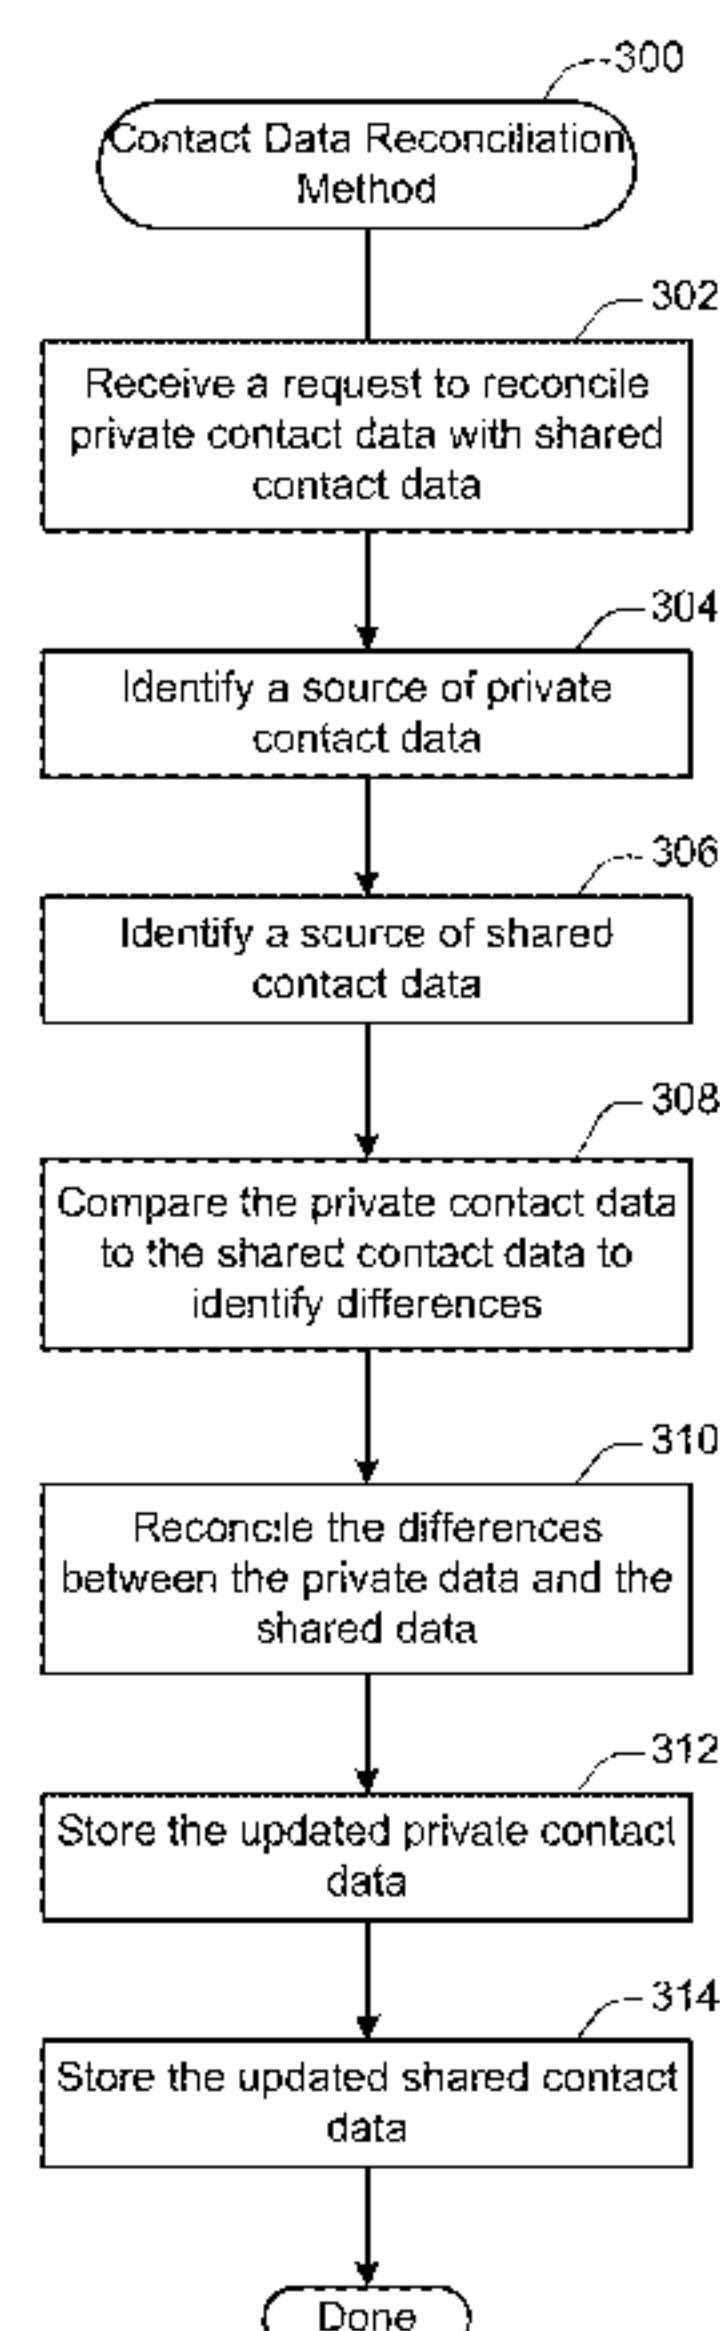 300
Contact Data Reconciliation
Method
302
Receive a request to reconcile
private contact data with shared
contact data
304
Identify a source of private
contact data
306
Identify a source of shared
contact data
308
Compare the private contact data
to the shared contact data to
identify differences
310
Reconcile the differences
between the private data and the
shared data
312
Store the updated private contact
data
314
Store the updated shared contact
data
Done